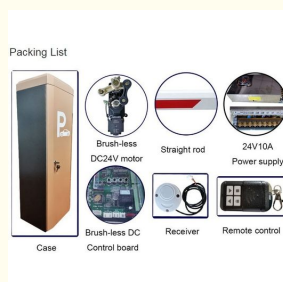 Packing List
P
Brush-less
DC24V motor
Straight rod
24V10A
Power supply
Case
Brush-less DC
Control board
Receiver
Remote control